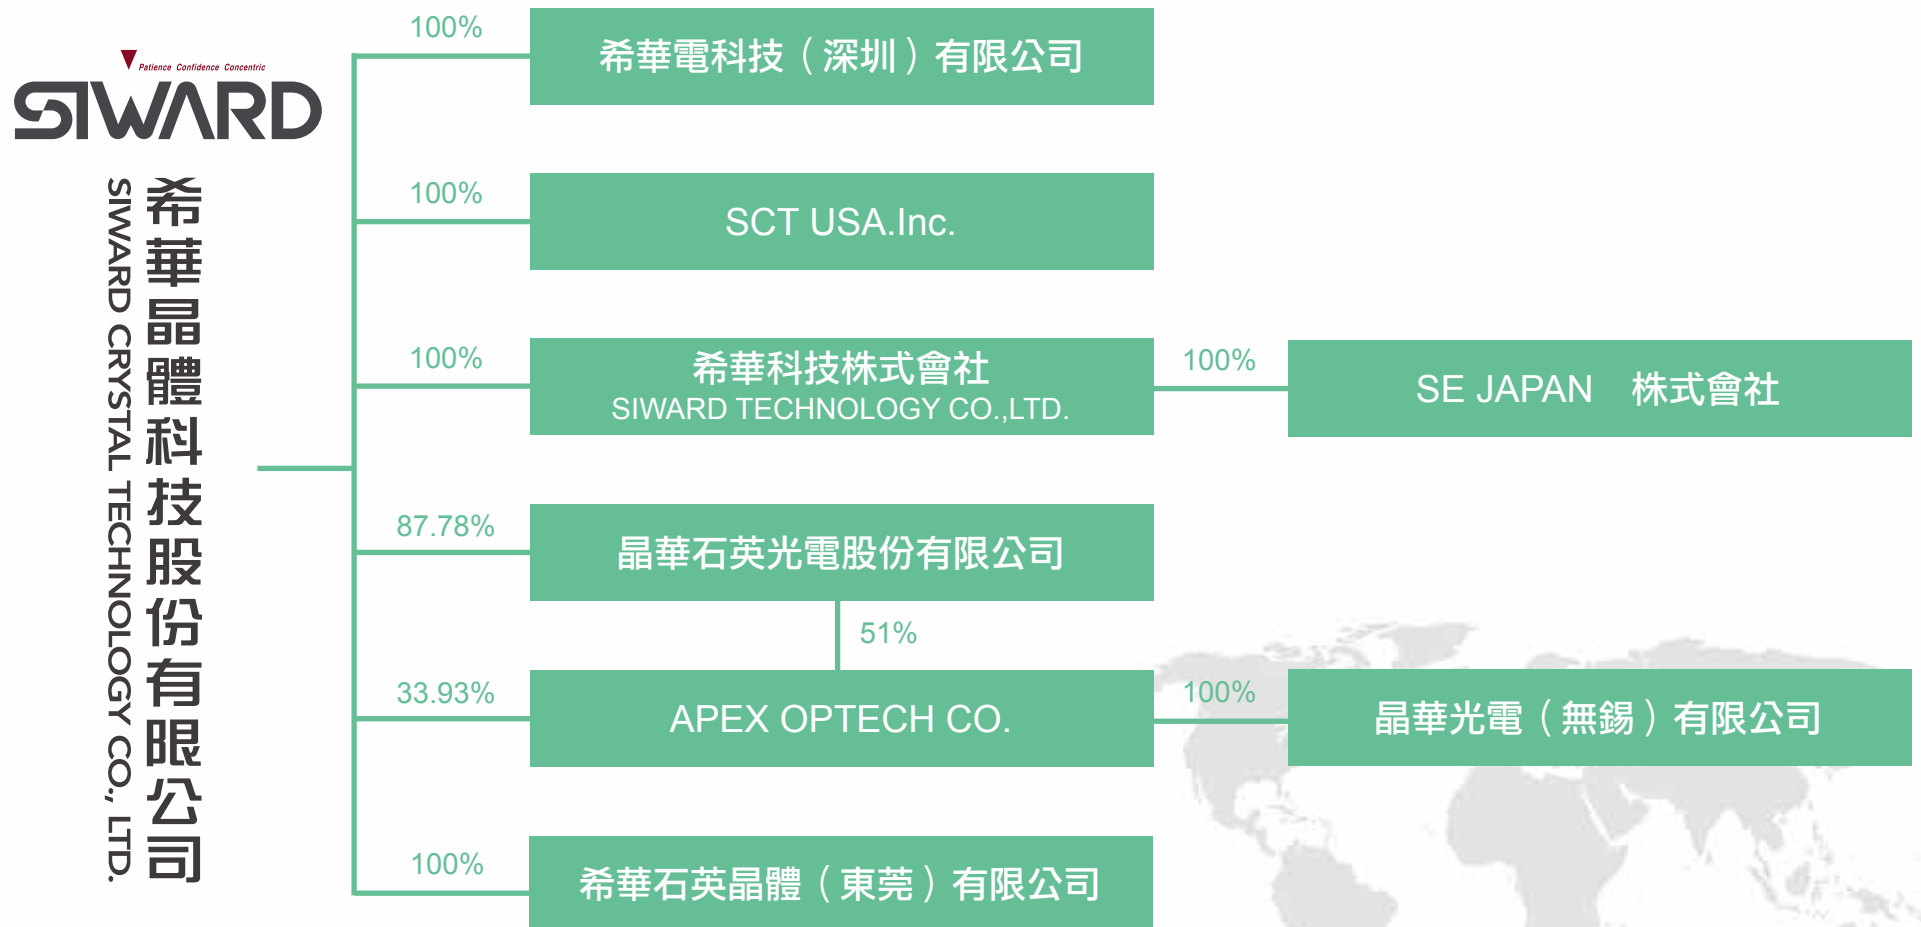 Patience Confidence Concentric
SIWARD
希華晶體科技股份有限公司
SIWARD CRYSTAL TECHNOLOGY CO., LTD.
100%
希華電科技（深圳）有限公司
100%
SCT USA.Inc.
100%
希華科技株式會社
SIWARD TECHNOLOGY CO.,LTD.
100%
SE JAPAN　株式會社
87.78%
晶華石英光電股份有限公司
51%
33.93%
APEX OPTECH CO.
100%
晶華光電（無錫）有限公司
100%
希華石英晶體（東莞）有限公司